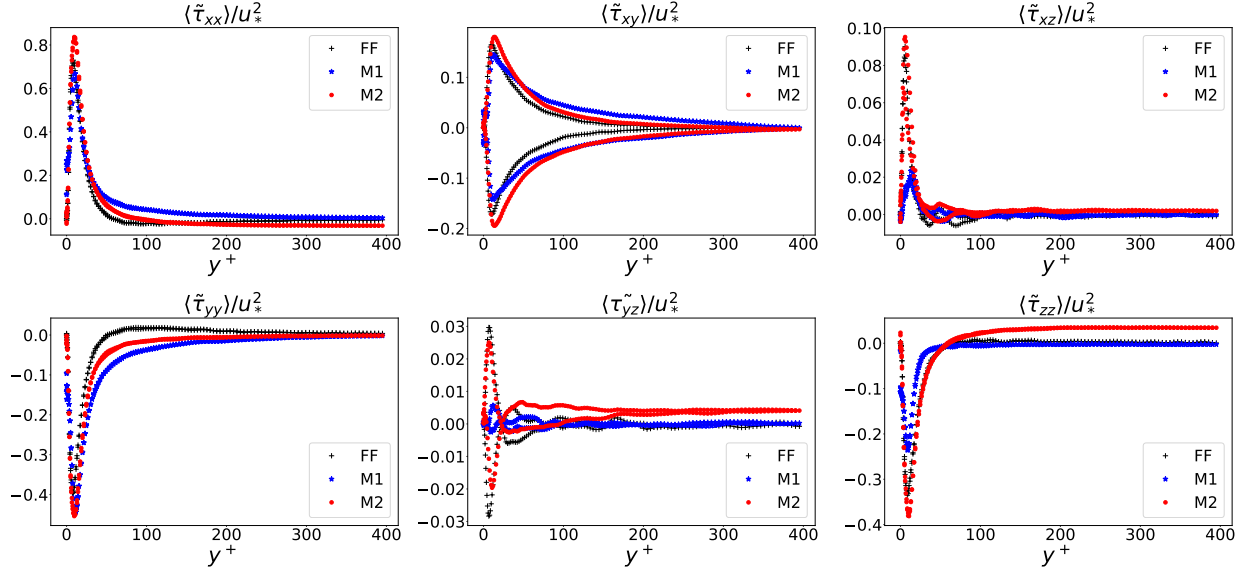 ⟨τ̃xx⟩/u*²
0.8
0.6
0.4
0.2
0.0
0 100 200 300 400
y⁺
FF
M1
M2
⟨τ̃xy⟩/u*²
0.1
0.0
−0.1
−0.2
0 100 200 300 400
y⁺
FF
M1
M2
⟨τ̃xz⟩/u*²
0.10
0.08
0.06
0.04
0.02
0.00
0 100 200 300 400
y⁺
FF
M1
M2
⟨τ̃yy⟩/u*²
0.0
−0.1
−0.2
−0.3
−0.4
0 100 200 300 400
y⁺
FF
M1
M2
⟨τyz̃⟩/u*²
0.03
0.02
0.01
0.00
−0.01
−0.02
−0.03
0 100 200 300 400
y⁺
FF
M1
M2
⟨τ̃zz⟩/u*²
0.0
−0.1
−0.2
−0.3
−0.4
0 100 200 300 400
y⁺
FF
M1
M2